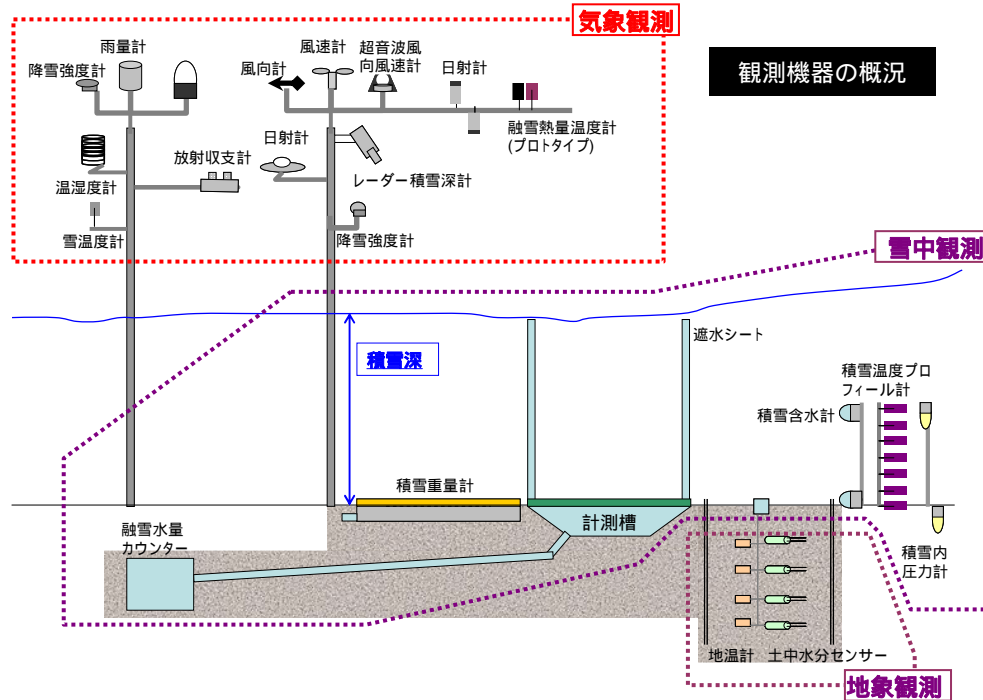 気象観測
観測機器の概況
雨量計
降雪強度計
風速計
風向計
超音波風
向風速計
日射計
融雪熱量温度計
(プロトタイプ)
温湿度計
放射収支計
日射計
レーダー積雪深計
雪温度計
降雪強度計
雪中観測
積雪深
遮水シート
積雪温度プロ
フィール計
積雪含水計
積雪重量計
計測槽
融雪水量
カウンター
積雪内
圧力計
地温計
土中水分センサー
地象観測